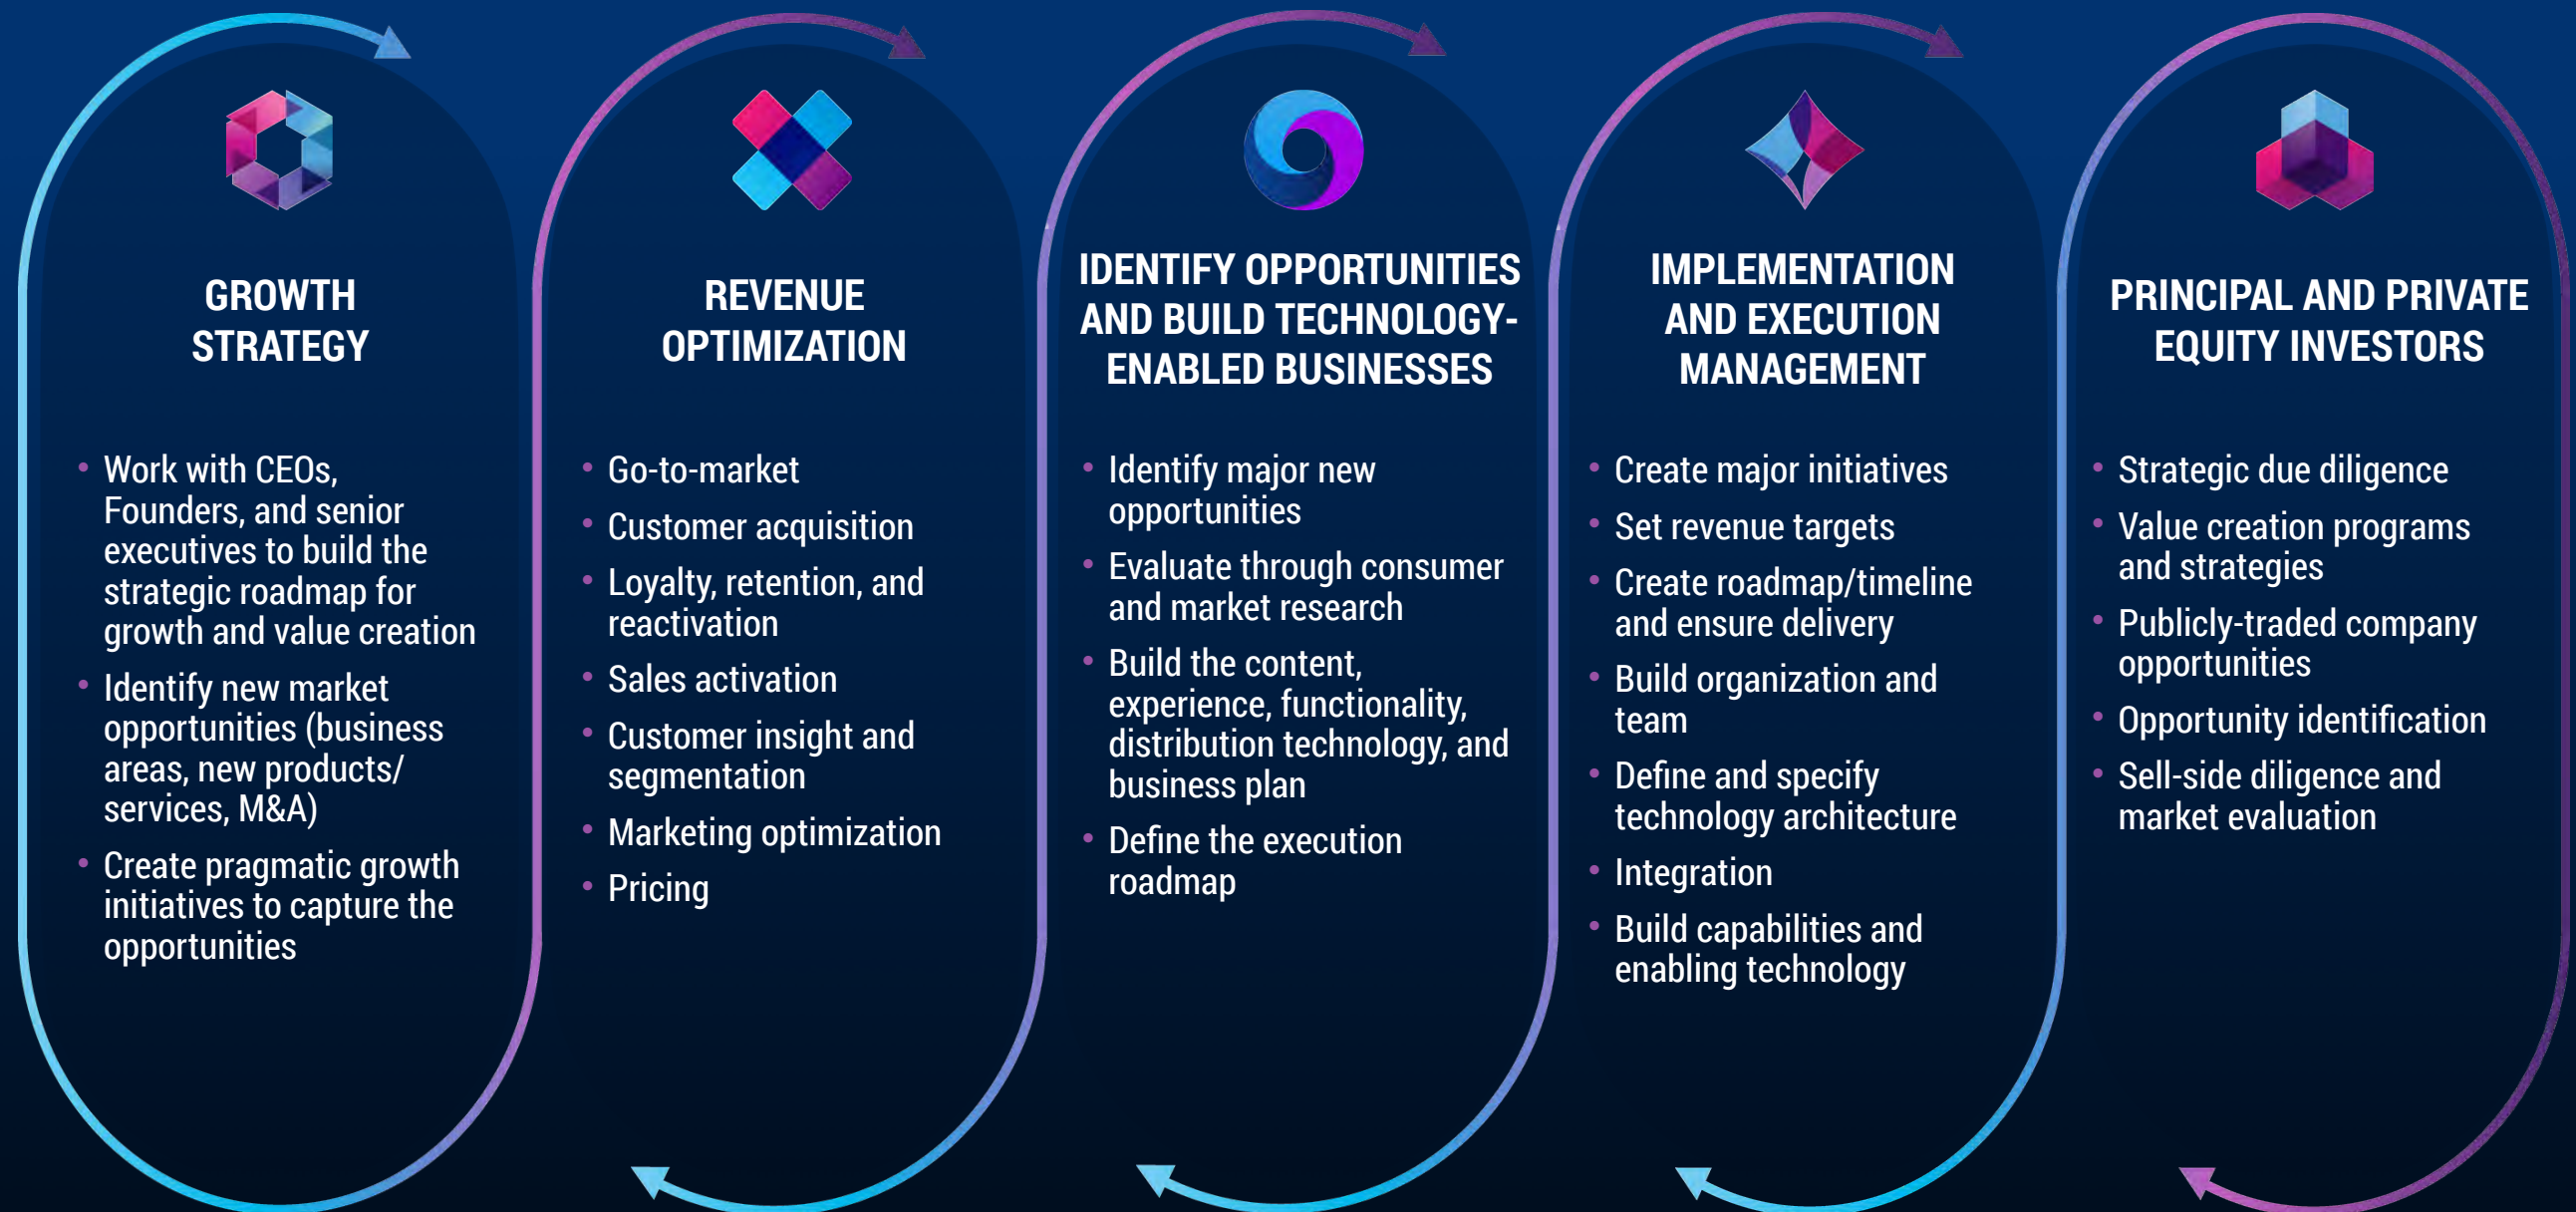 GROWTH
STRATEGY
• Work with CEOs,
Founders, and senior
executives to build the
strategic roadmap for
growth and value creation
• Identify new market
opportunities (business
areas, new products/
services, M&A)
• Create pragmatic growth
initiatives to capture the
opportunities
REVENUE
OPTIMIZATION
• Go-to-market
• Customer acquisition
• Loyalty, retention, and
reactivation
• Sales activation
• Customer insight and
segmentation
• Marketing optimization
• Pricing
IDENTIFY OPPORTUNITIES
AND BUILD TECHNOLOGY-
ENABLED BUSINESSES
• Identify major new
opportunities
• Evaluate through consumer
and market research
• Build the content,
experience, functionality,
distribution technology, and
business plan
• Define the execution
roadmap
IMPLEMENTATION
AND EXECUTION
MANAGEMENT
• Create major initiatives
• Set revenue targets
• Create roadmap/timeline
and ensure delivery
• Build organization and
team
• Define and specify
technology architecture
• Integration
• Build capabilities and
enabling technology
PRINCIPAL AND PRIVATE
EQUITY INVESTORS
• Strategic due diligence
• Value creation programs
and strategies
• Publicly-traded company
opportunities
• Opportunity identification
• Sell-side diligence and
market evaluation